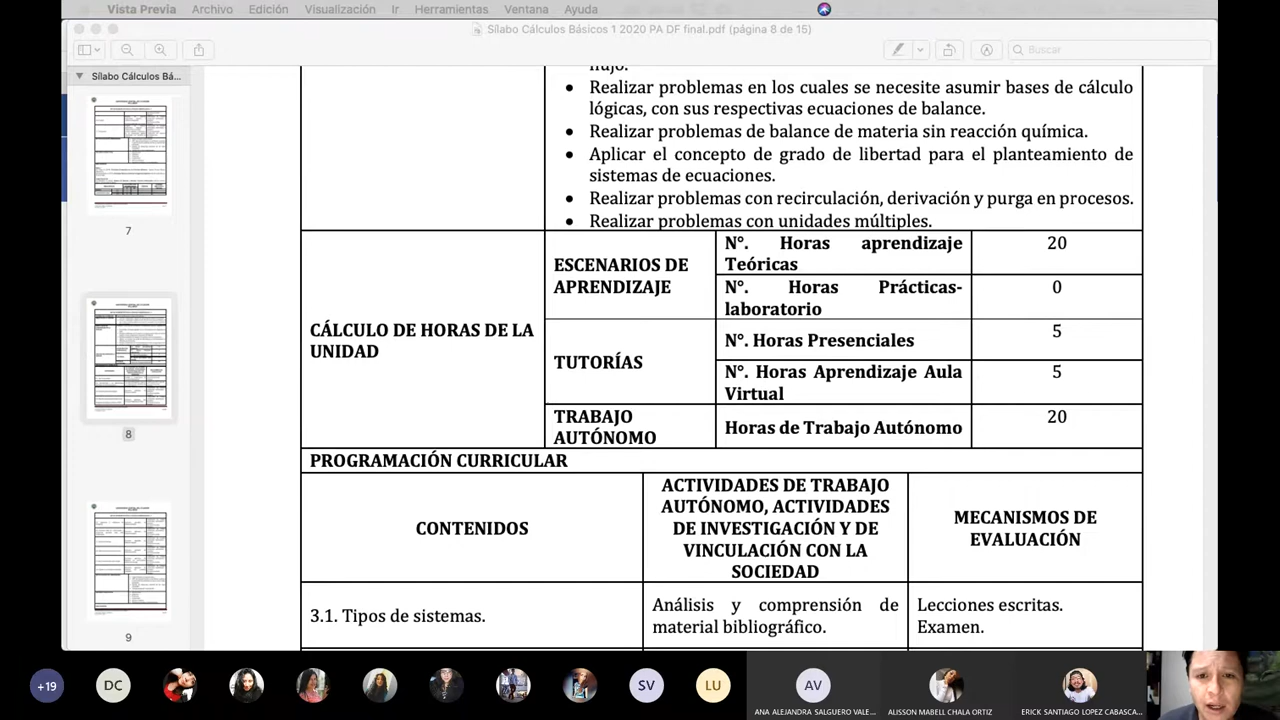 Vista Previa Archivo Edición Visualización Ir Herramientas Ventana Ayuda
Sílabo Cálculos Básicos 1 2020 PA DF final.pdf (página 8 de 15)
Buscar
Sílabo Cálculos Bá...
7
8
9
flujo.
• Realizar problemas en los cuales se necesite asumir bases de cálculo
lógicas, con sus respectivas ecuaciones de balance.
• Realizar problemas de balance de materia sin reacción química.
• Aplicar el concepto de grado de libertad para el planteamiento de
sistemas de ecuaciones.
• Realizar problemas con recirculación, derivación y purga en procesos.
• Realizar problemas con unidades múltiples.
CÁLCULO DE HORAS DE LA
UNIDAD
ESCENARIOS DE
APRENDIZAJE
N°. Horas aprendizaje
Teóricas
20
N°. Horas Prácticas-
laboratorio
0
TUTORÍAS
N°. Horas Presenciales
5
N°. Horas Aprendizaje Aula
Virtual
5
TRABAJO
AUTÓNOMO
Horas de Trabajo Autónomo
20
PROGRAMACIÓN CURRICULAR
CONTENIDOS
ACTIVIDADES DE TRABAJO
AUTÓNOMO, ACTIVIDADES
DE INVESTIGACIÓN Y DE
VINCULACIÓN CON LA
SOCIEDAD
MECANISMOS DE
EVALUACIÓN
3.1. Tipos de sistemas.
Análisis y comprensión de
material bibliográfico.
Lecciones escritas.
Examen.
+19
DC
SV
LU
AV
ANA ALEJANDRA SALGUERO VALE...
ALISSON MABELL CHALA ORTIZ
ERICK SANTIAGO LOPEZ CABASCA...